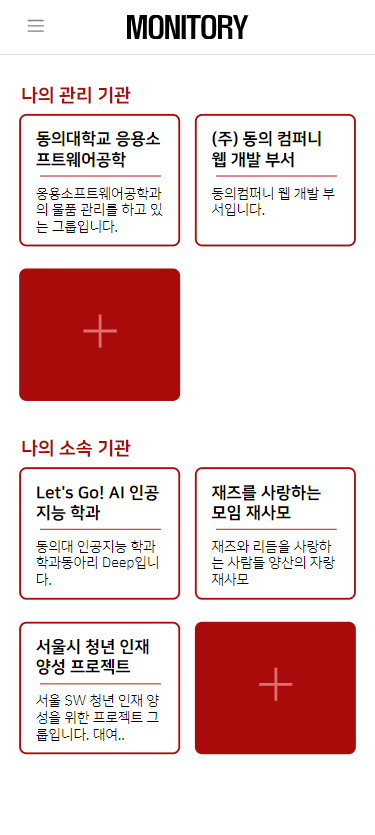 MONITORY
나의 관리 기관
동의대학교 응용소
프트웨어공학
응용소프트웨어공학과
의 물품 관리를 하고 있
는 그룹입니다.
(주) 동의 컴퍼니
웹 개발 부서
동의컴퍼니 웹 개발 부
서입니다.
나의 소속 기관
Let's Go! AI 인공
지능 학과
동의대 인공지능 학과
학과동아리 Deep입니
다.
재즈를 사랑하는
모임 재사모
재즈와 리듬을 사랑하
는 사람들 양산의 자랑
재사모
서울시 청년 인재
양성 프로젝트
서울 SW 청년 인재 양
성을 위한 프로젝트 그
룹입니다. 대여..